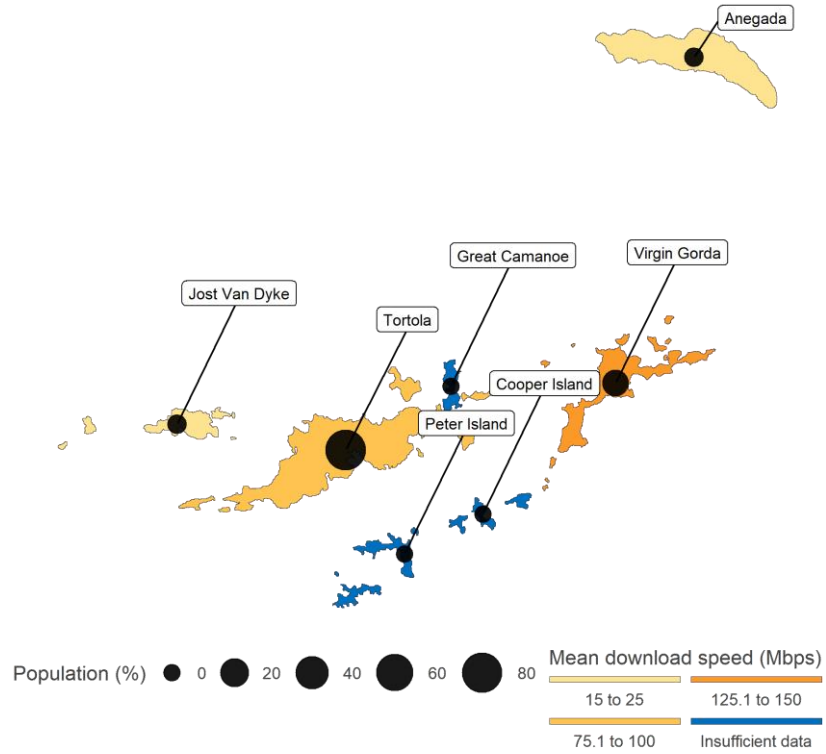 Anegada
Great Camanoe
Virgin Gorda
Jost Van Dyke
Tortola
Cooper Island
Peter Island
Population (%) 0 20 40 60 80
Mean download speed (Mbps)
15 to 25 125.1 to 150
75.1 to 100 Insufficient data